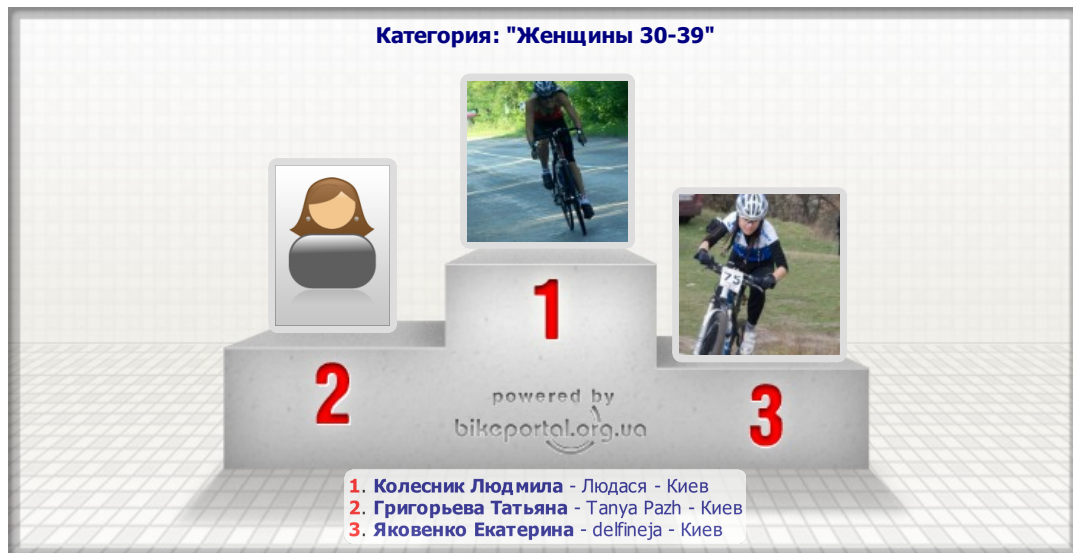 Категория: "Женщины 30-39"
75
1
2
3
powered by
bikeportal.org.ua
1. Колесник Людмила - Людася - Киев
2. Григорьева Татьяна - Tanya Pazh - Киев
3. Яковенко Екатерина - delfineja - Киев